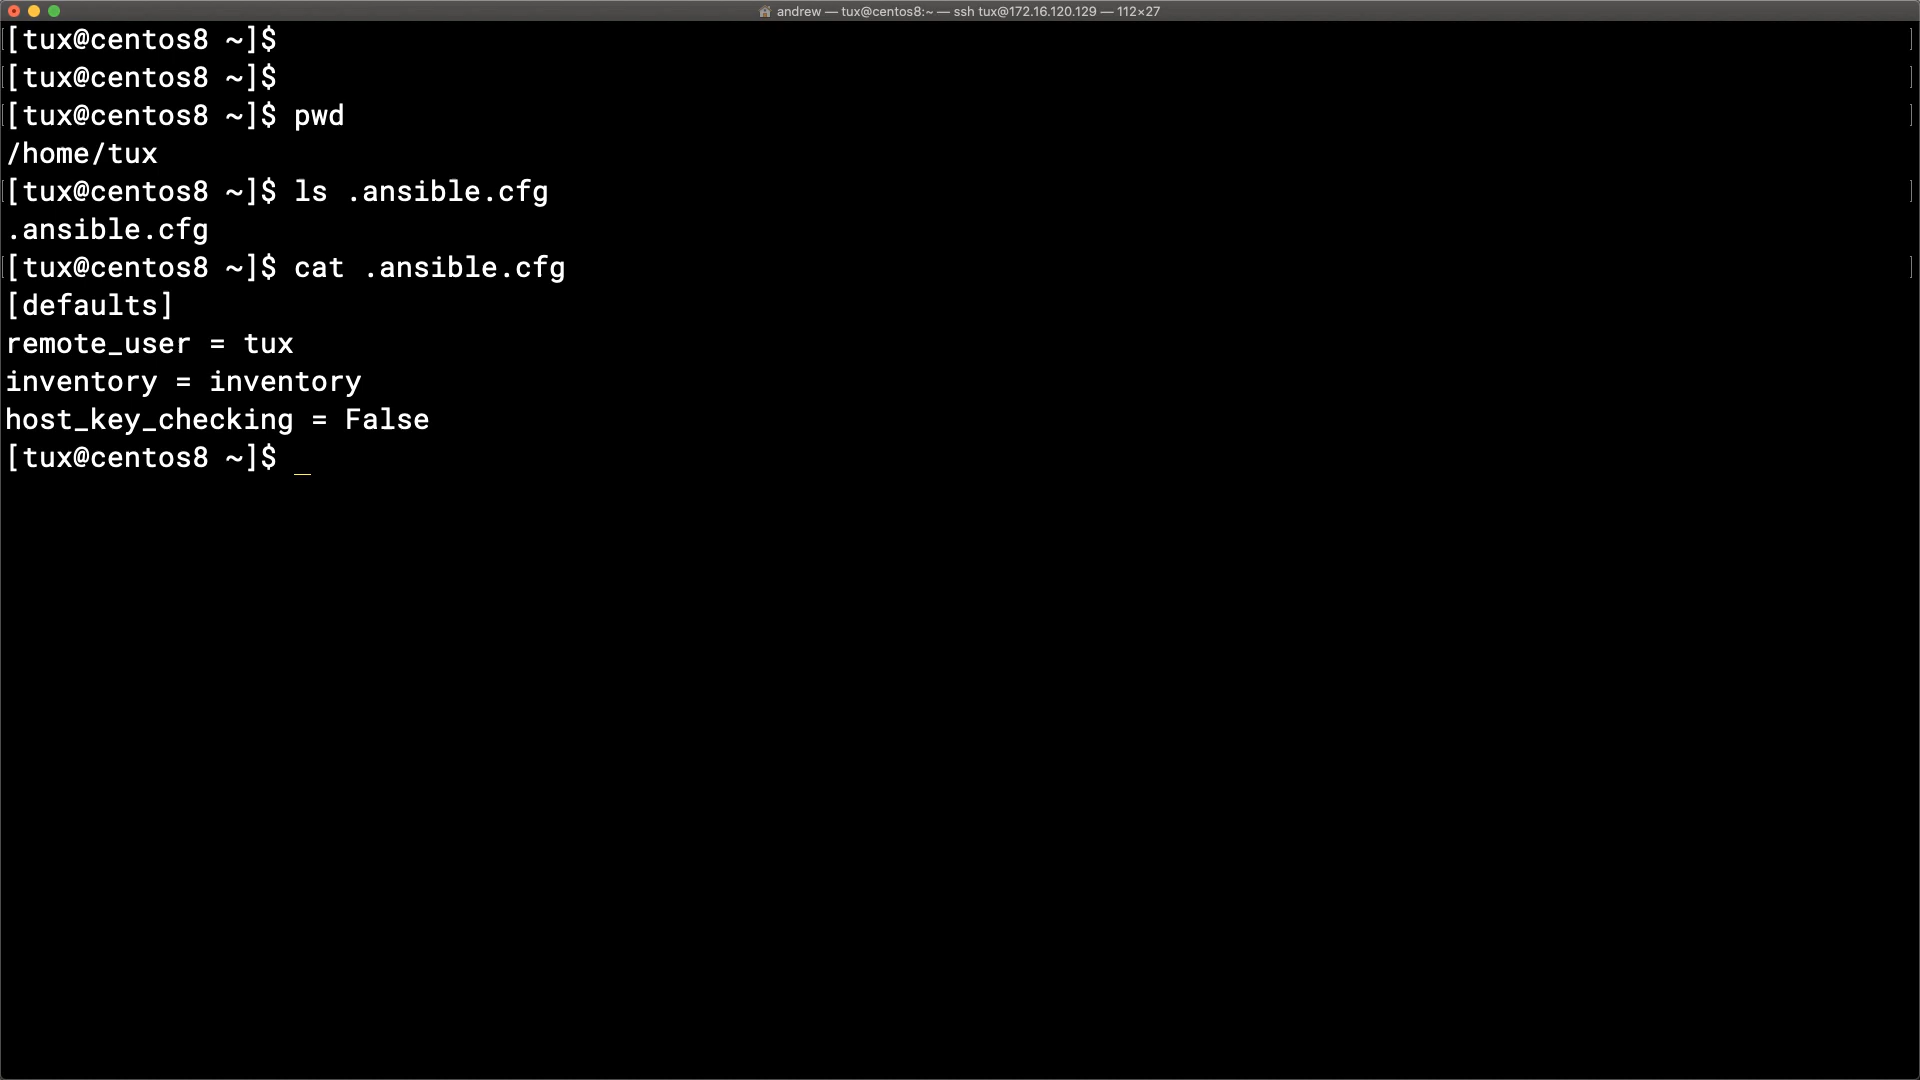 andrew — tux@centos8:~ — ssh tux@172.16.120.129 — 112×27
[tux@centos8 ~]$
[tux@centos8 ~]$
[tux@centos8 ~]$ pwd
/home/tux
[tux@centos8 ~]$ ls .ansible.cfg
.ansible.cfg
[tux@centos8 ~]$ cat .ansible.cfg
[defaults]
remote_user = tux
inventory = inventory
host_key_checking = False
[tux@centos8 ~]$ _